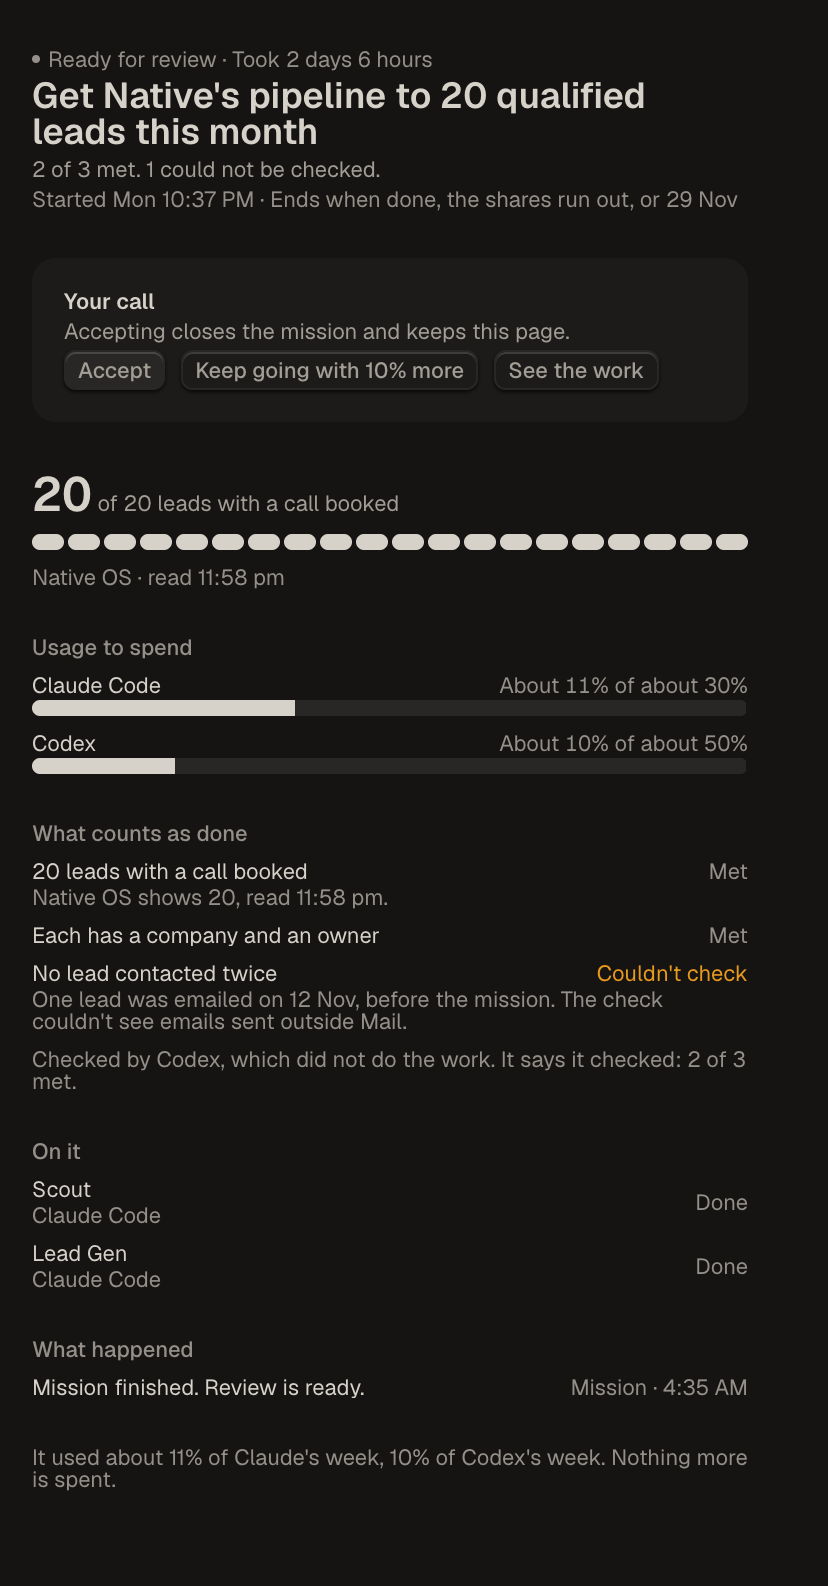 Ready for review · Took 2 days 6 hours
Get Native's pipeline to 20 qualified
leads this month
2 of 3 met. 1 could not be checked.
Started Mon 10:37 PM · Ends when done, the shares run out, or 29 Nov
Your call
Accepting closes the mission and keeps this page.
Accept
Keep going with 10% more
See the work
20 of 20 leads with a call booked
Native OS · read 11:58 pm
Usage to spend
Claude Code About 11% of about 30%
Codex About 10% of about 50%
What counts as done
20 leads with a call booked Met
Native OS shows 20, read 11:58 pm.
Each has a company and an owner Met
No lead contacted twice Couldn't check
One lead was emailed on 12 Nov, before the mission. The check
couldn't see emails sent outside Mail.
Checked by Codex, which did not do the work. It says it checked: 2 of 3
met.
On it
Scout
Claude Code
Done
Lead Gen
Claude Code
Done
What happened
Mission finished. Review is ready. Mission · 4:35 AM
It used about 11% of Claude's week, 10% of Codex's week. Nothing more
is spent.